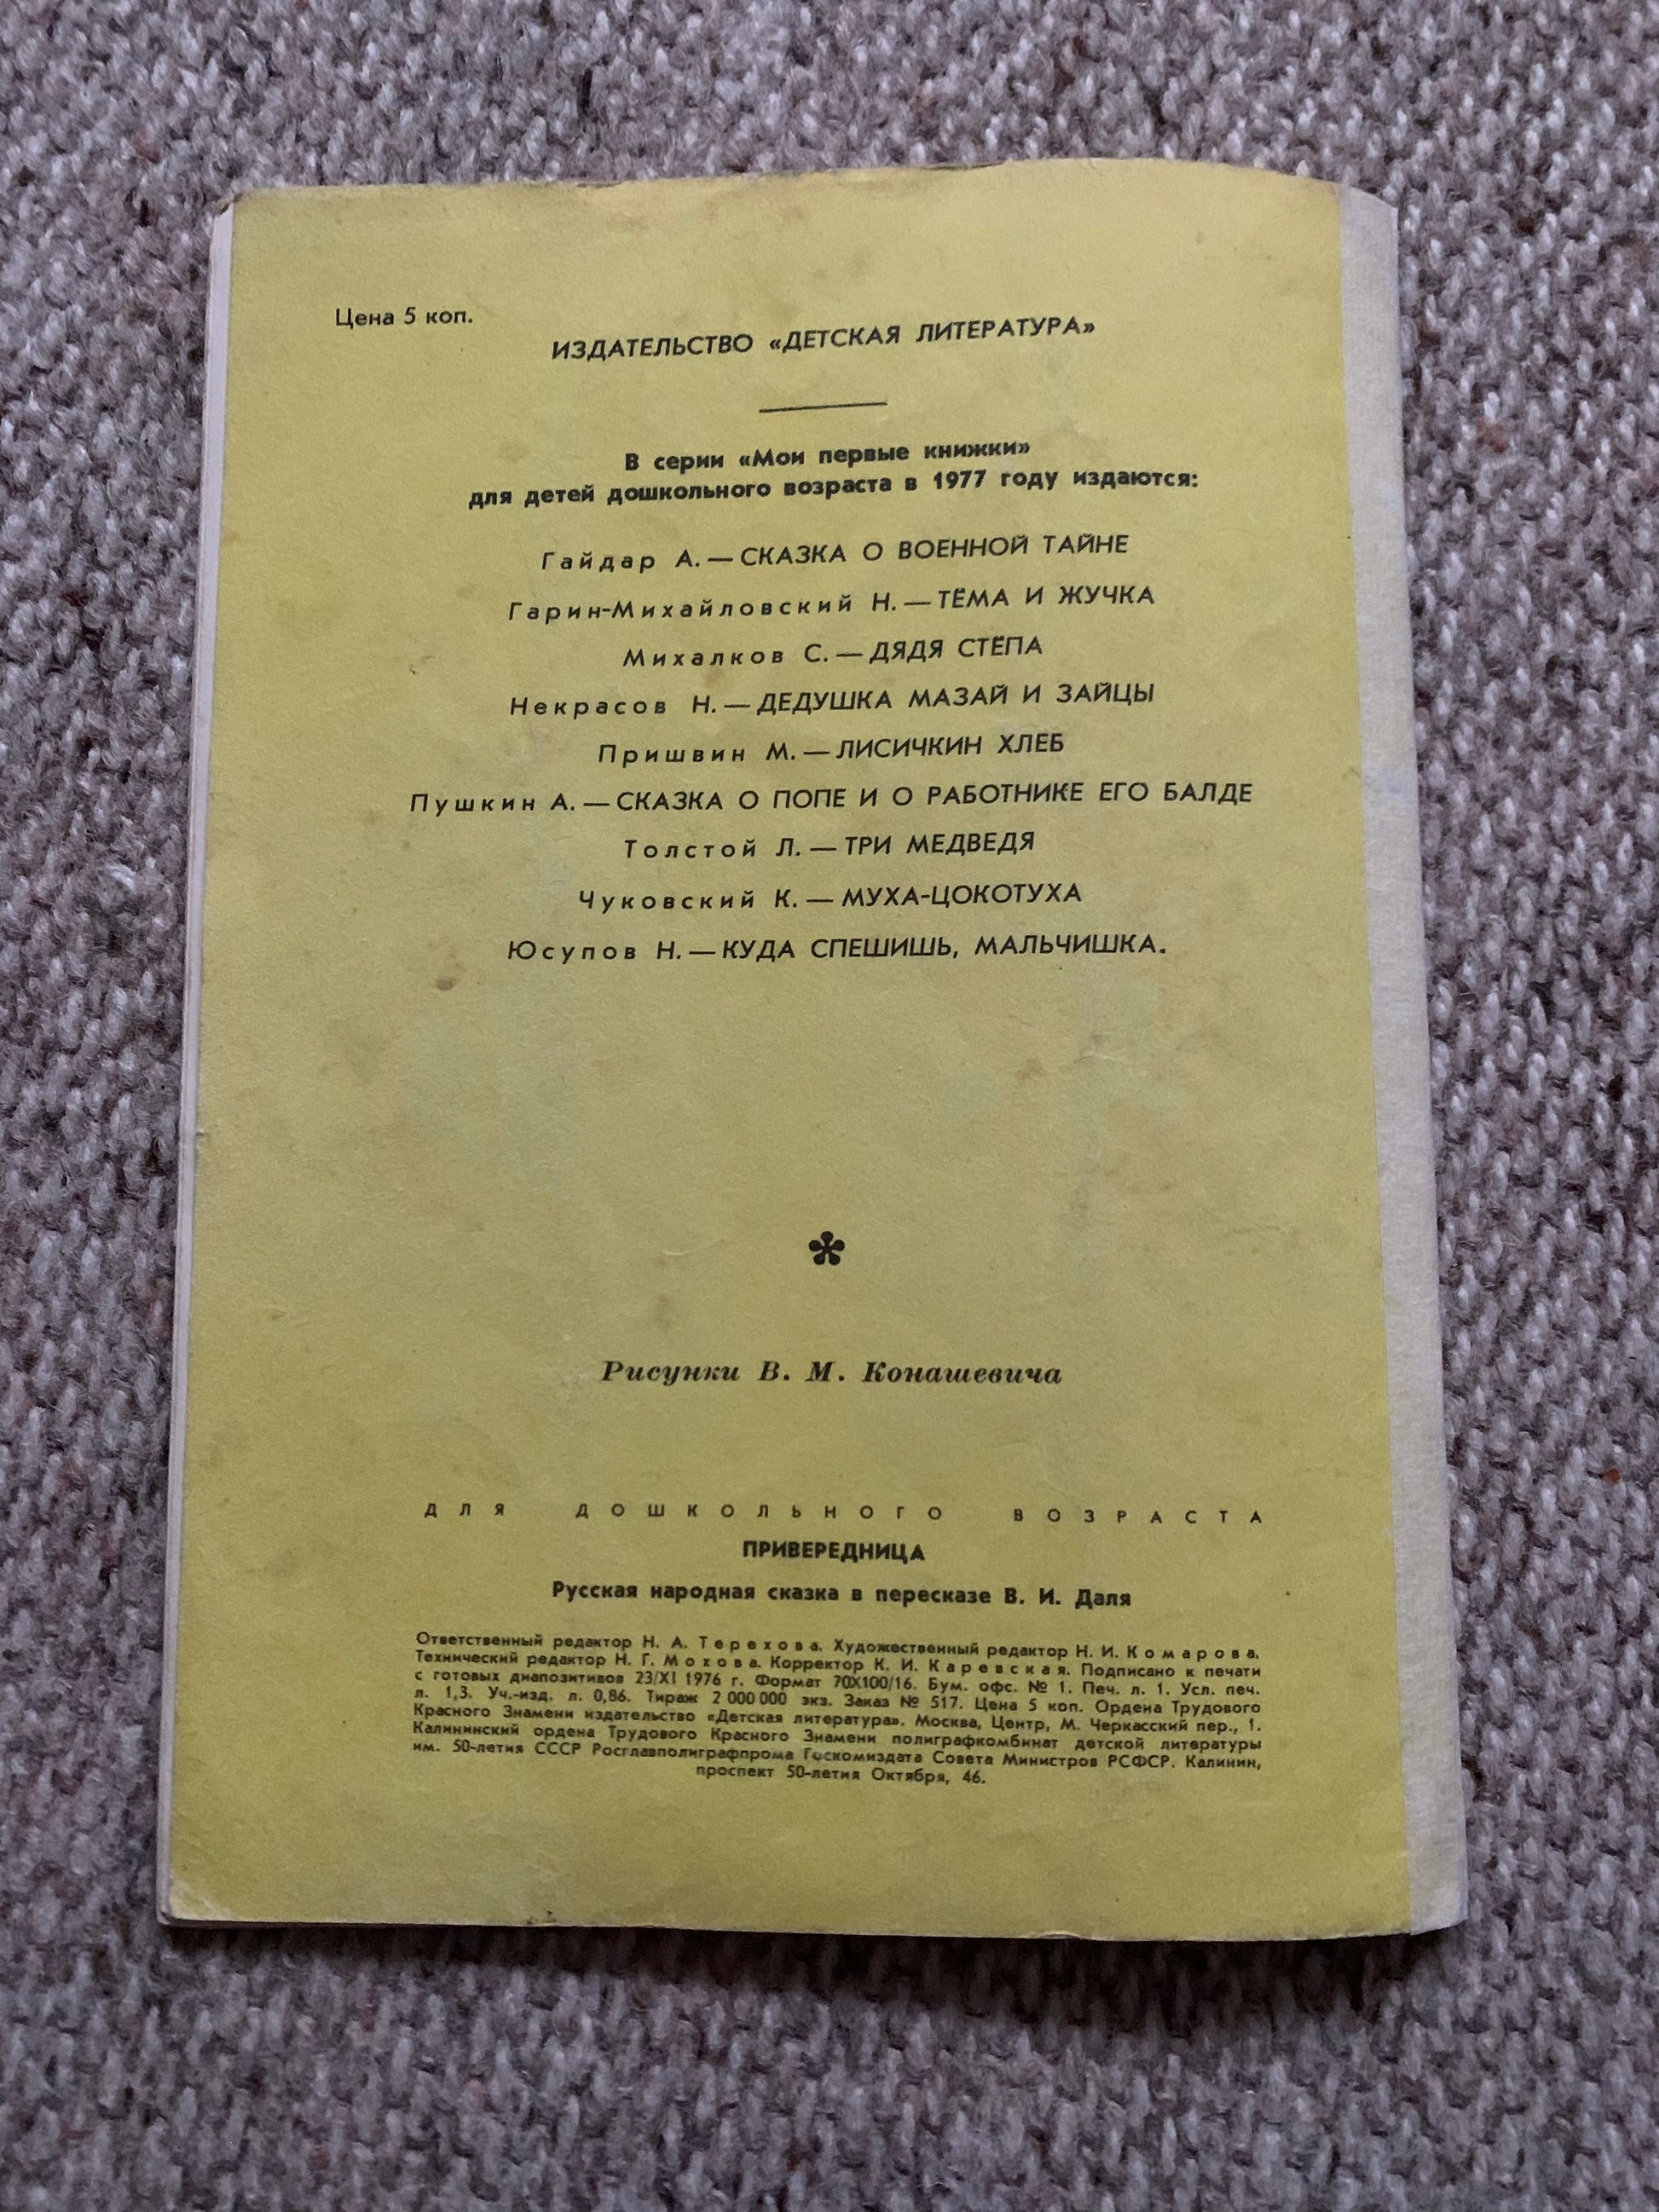 Цена 5 коп.
ИЗДАТЕЛЬСТВО «ДЕТСКАЯ ЛИТЕРАТУРА»
В серии «Мои первые книжки»
для детей дошкольного возраста в 1977 году издаются:
Гайдар А. — СКАЗКА О ВОЕННОЙ ТАЙНЕ
Гарин-Михайловский Н. — ТЁМА И ЖУЧКА
Михалков С. — ДЯДЯ СТЁПА
Некрасов Н. — ДЕДУШКА МАЗАЙ И ЗАЙЦЫ
Пришвин М. — ЛИСИЧКИН ХЛЕБ
Пушкин А. — СКАЗКА О ПОПЕ И О РАБОТНИКЕ ЕГО БАЛДЕ
Толстой Л. — ТРИ МЕДВЕДЯ
Чуковский К. — МУХА-ЦОКОТУХА
Юсупов Н. — КУДА СПЕШИШЬ, МАЛЬЧИШКА.
*
Рисунки В. М. Конашевича
ДЛЯ ДОШКОЛЬНОГО ВОЗРАСТА
ПРИВЕРЕДНИЦА
Русская народная сказка в пересказе В. И. Даля
Ответственный редактор Н. А. Терехова. Художественный редактор Н. И. Комарова.
Технический редактор Н. Г. Мохова. Корректор К. И. Каревская. Подписано к печати
с готовых диапозитивов 23/XI 1976 г. Формат 70X100/16. Бум. офс. № 1. Печ. л. 1. Усл. печ.
л. 1,3. Уч.-изд. л. 0,86. Тираж 2 000 000 экз. Заказ № 517. Цена 5 коп. Ордена Трудового
Красного Знамени издательство «Детская литература». Москва, Центр, М. Черкасский пер., 1.
Калининский ордена Трудового Красного Знамени полиграфкомбинат детской литературы
им. 50-летия СССР Росглавполиграфпрома Госкомиздата Совета Министров РСФСР. Калинин,
проспект 50-летия Октября, 46.